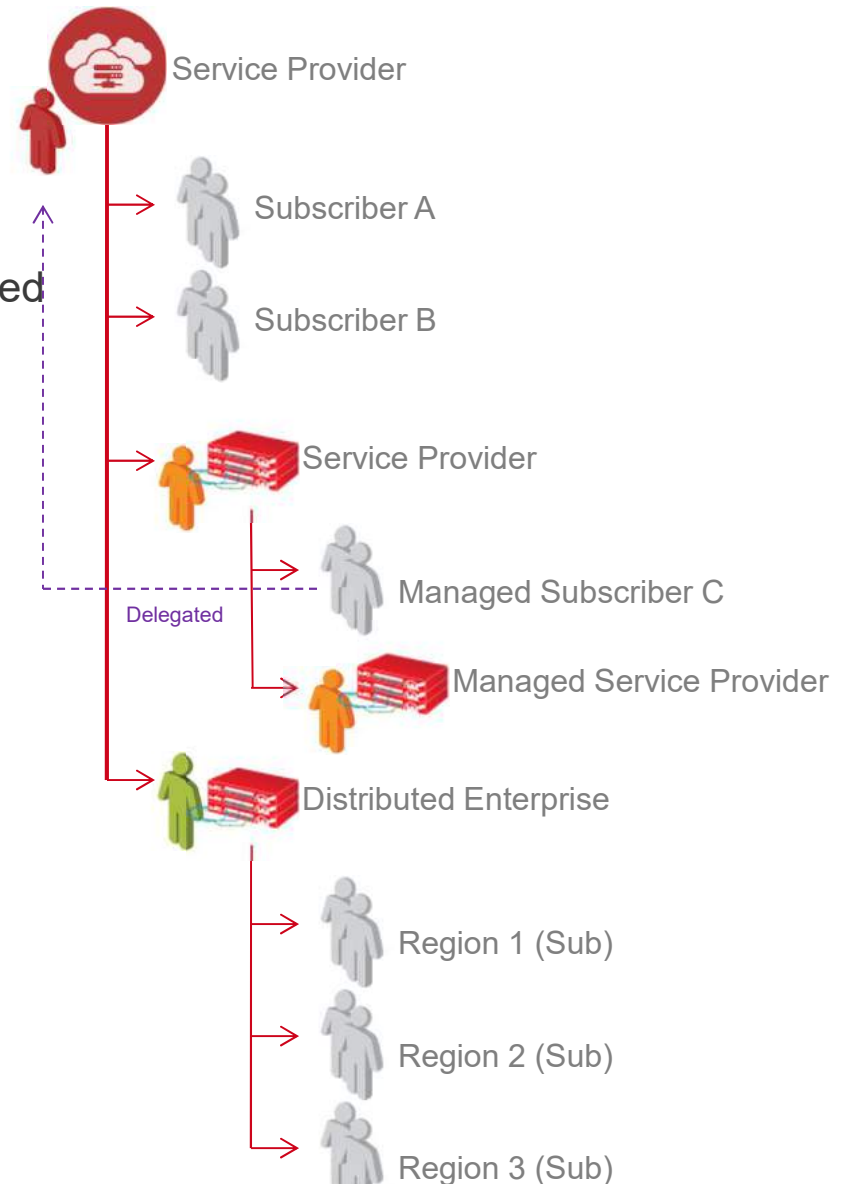 Service Provider
Subscriber A
ed
Subscriber B
Service Provider
Managed Subscriber C
Delegated
Managed Service Provider
Distributed Enterprise
Region 1 (Sub)
Region 2 (Sub)
Region 3 (Sub)